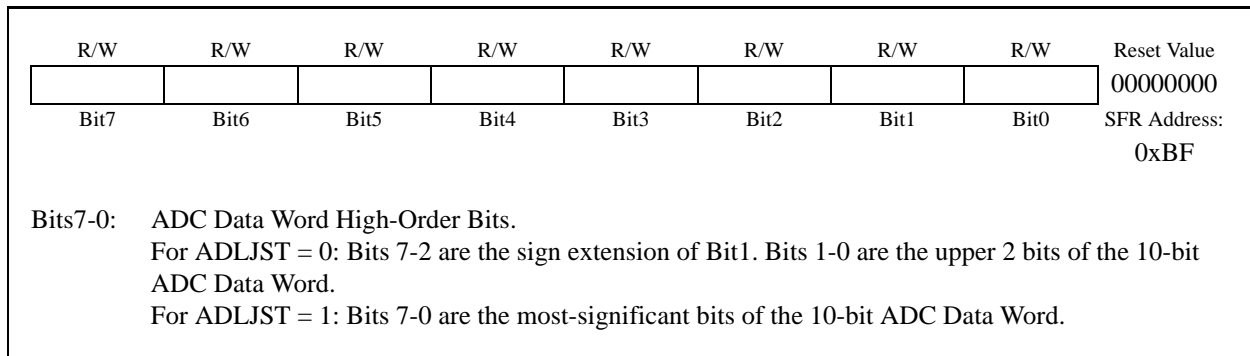 R/W R/W R/W R/W R/W R/W R/W R/W Reset Value
00000000
Bit7 Bit6 Bit5 Bit4 Bit3 Bit2 Bit1 Bit0 SFR Address:
0xBF
Bits7-0: ADC Data Word High-Order Bits.
For ADLJST = 0: Bits 7-2 are the sign extension of Bit1. Bits 1-0 are the upper 2 bits of the 10-bit
ADC Data Word.
For ADLJST = 1: Bits 7-0 are the most-significant bits of the 10-bit ADC Data Word.